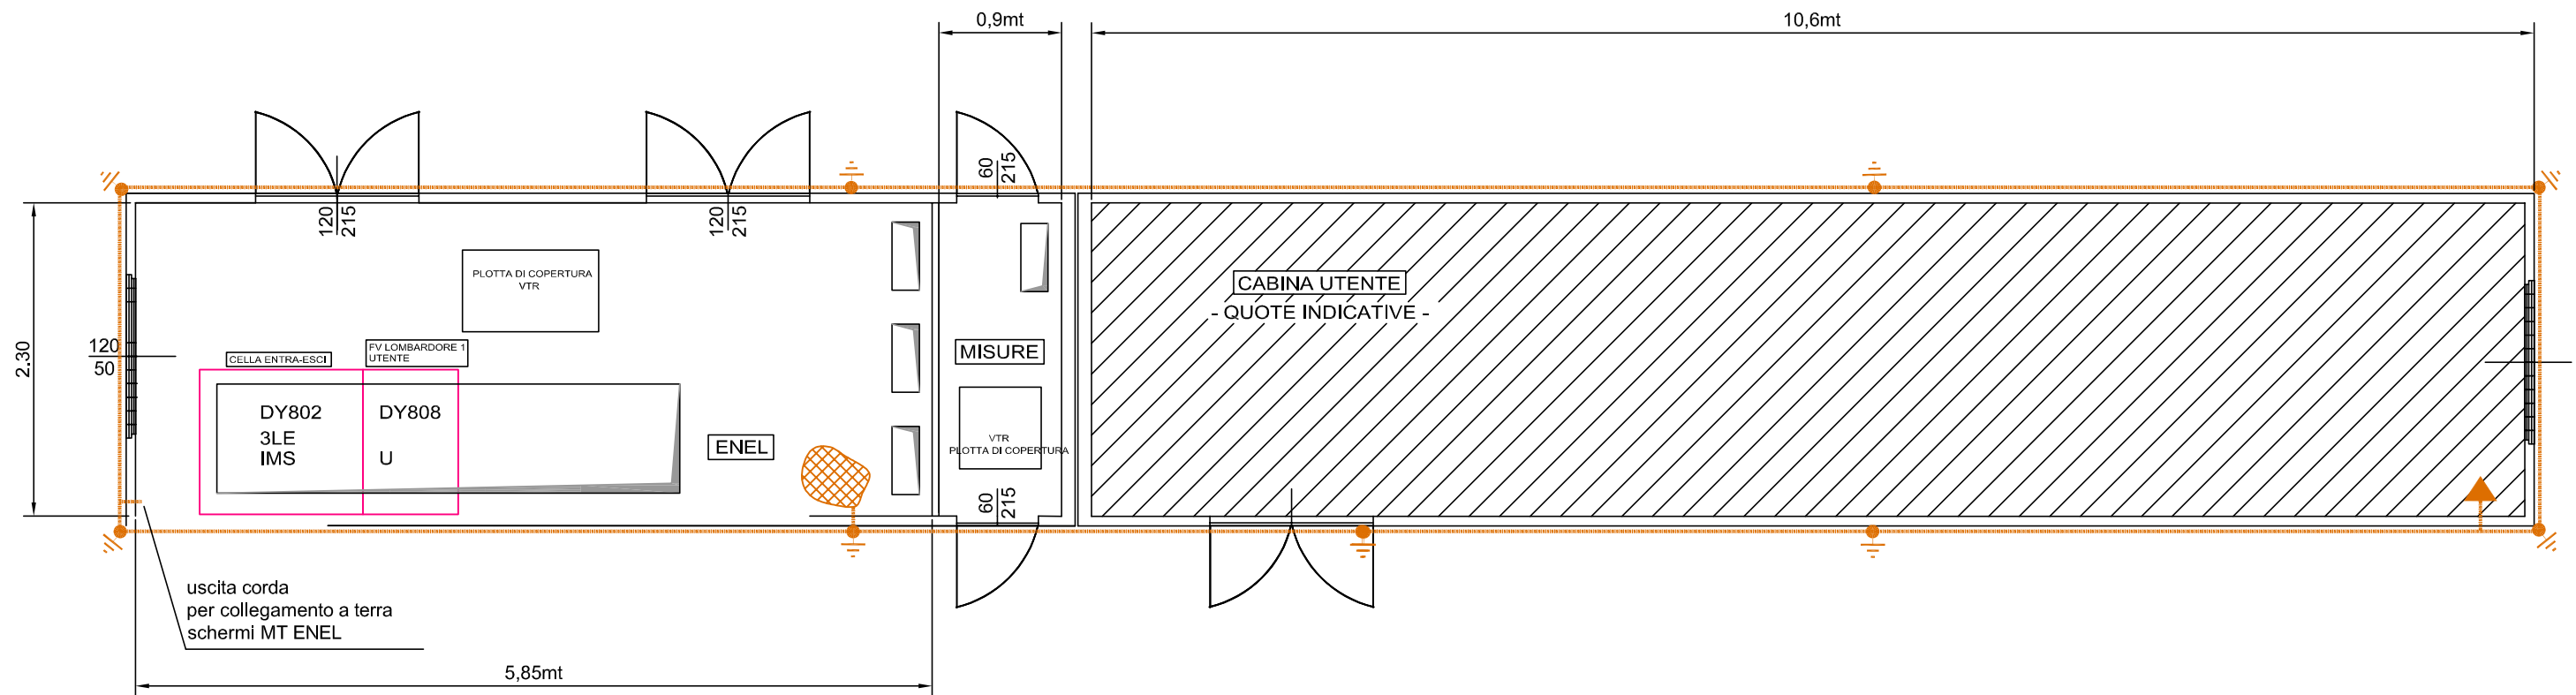 0,9mt
10,6mt
60
215
120
215
120
215
2.30
120
50
PLOTTA DI COPERTURA
VTR
CELLA ENTRA-ESCI
FV LOMBARDORE 1
UTENTE
DY802
3LE
IMS
DY808
U
ENEL
MISURE
VTR
PLOTTA DI COPERTURA
60
215
CABINA UTENTE
- QUOTE INDICATIVE -
uscita corda
per collegamento a terra
schermi MT ENEL
5,85mt